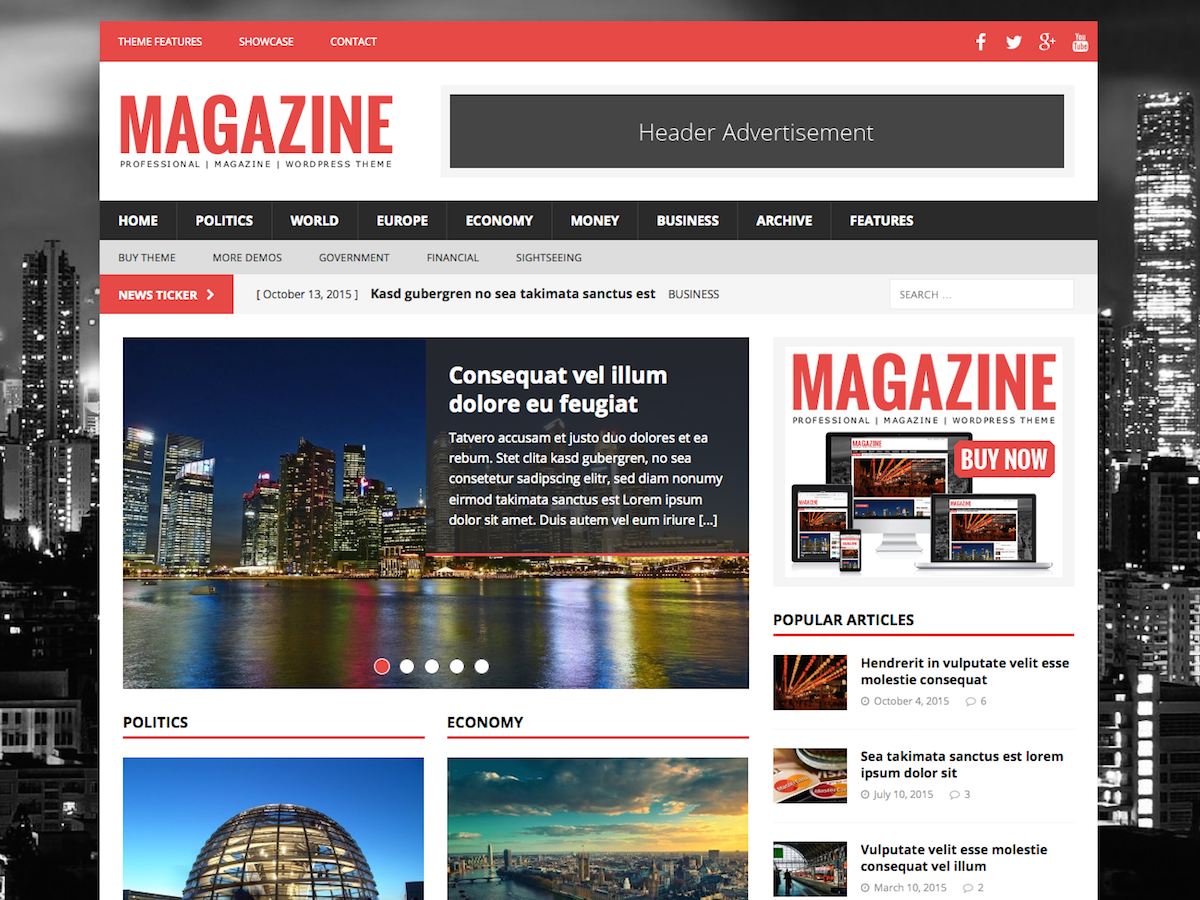 THEME FEATURES SHOWCASE CONTACT
You
Tube
MAGAZINE
PROFESSIONAL | MAGAZINE | WORDPRESS THEME
Header Advertisement
HOME POLITICS WORLD EUROPE ECONOMY MONEY BUSINESS ARCHIVE FEATURES
BUY THEME MORE DEMOS GOVERNMENT FINANCIAL SIGHTSEEING
NEWS TICKER [ October 13, 2015 ] Kasd gubergren no sea takimata sanctus est BUSINESS SEARCH ...
Consequat vel illum
dolore eu feugiat
Tatvero accusam et justo duo dolores et ea
rebum. Stet clita kasd gubergren, no sea
consetetur sadipscing elitr, sed diam nonumy
eirmod takimata sanctus est Lorem ipsum
dolor sit amet. Duis autem vel eum iriure [...]
MAGAZINE
PROFESSIONAL | MAGAZINE | WORDPRESS THEME
MAGAZINE
BUY NOW
MAGAZINE
MAGAZINE
POPULAR ARTICLES
Hendrerit in vulputate velit esse
molestie consequat
October 4, 2015 6
Sea takimata sanctus est lorem
ipsum dolor sit
July 10, 2015 3
Vulputate velit esse molestie
consequat vel illum
March 10, 2015 2
POLITICS
ECONOMY